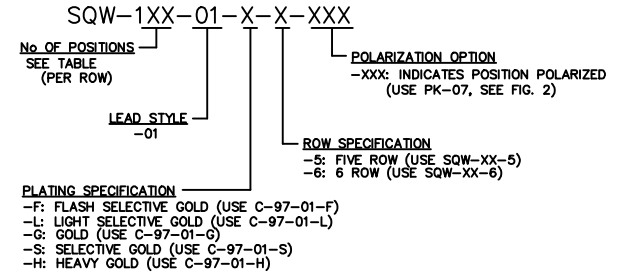 SQW-1XX-01-X-X-XXX
No OF POSITIONS
SEE TABLE
(PER ROW)
POLARIZATION OPTION
-XXX: INDICATES POSITION POLARIZED
(USE PK-07, SEE FIG. 2)
LEAD STYLE
-01
ROW SPECIFICATION
-5: FIVE ROW (USE SQW-XX-5)
-6: 6 ROW (USE SQW-XX-6)
PLATING SPECIFICATION
-F: FLASH SELECTIVE GOLD (USE C-97-01-F)
-L: LIGHT SELECTIVE GOLD (USE C-97-01-L)
-G: GOLD (USE C-97-01-G)
-S: SELECTIVE GOLD (USE C-97-01-S)
-H: HEAVY GOLD (USE C-97-01-H)